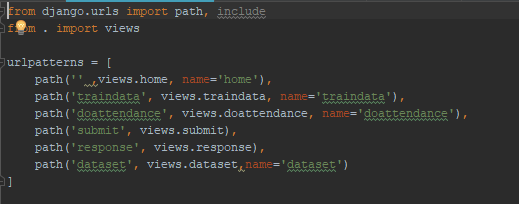 from django.urls import path, include
from . import views
urlpatterns = [
path('' ,views.home, name='home'),
path('traindata', views.traindata, name='traindata'),
path('doattendance', views.doattendance, name='doattendance'),
path('submit', views.submit),
path('response', views.response),
path('dataset', views.dataset,name='dataset')
]